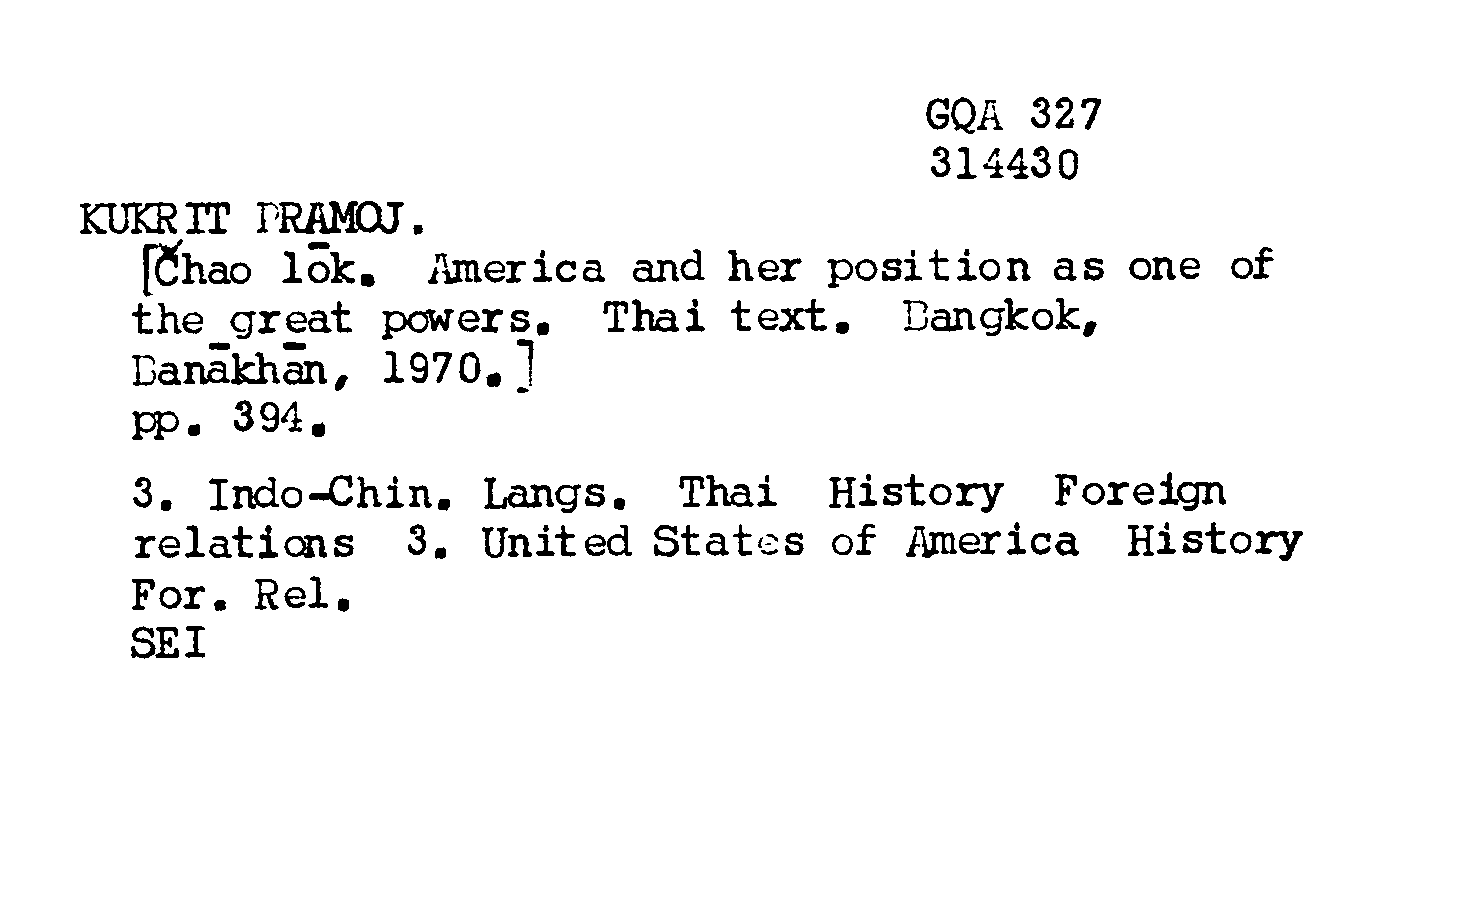 GQA 327
314430
KUKRIT PRAMOJ.
[Čhao lōk. America and her position as one of
the great powers. Thai text. Bangkok,
Banākhān, 1970.]
pp. 394.
3. Indo-Chin. Langs. Thai History Foreign
relations 3. United States of America History
For. Rel.
SEI